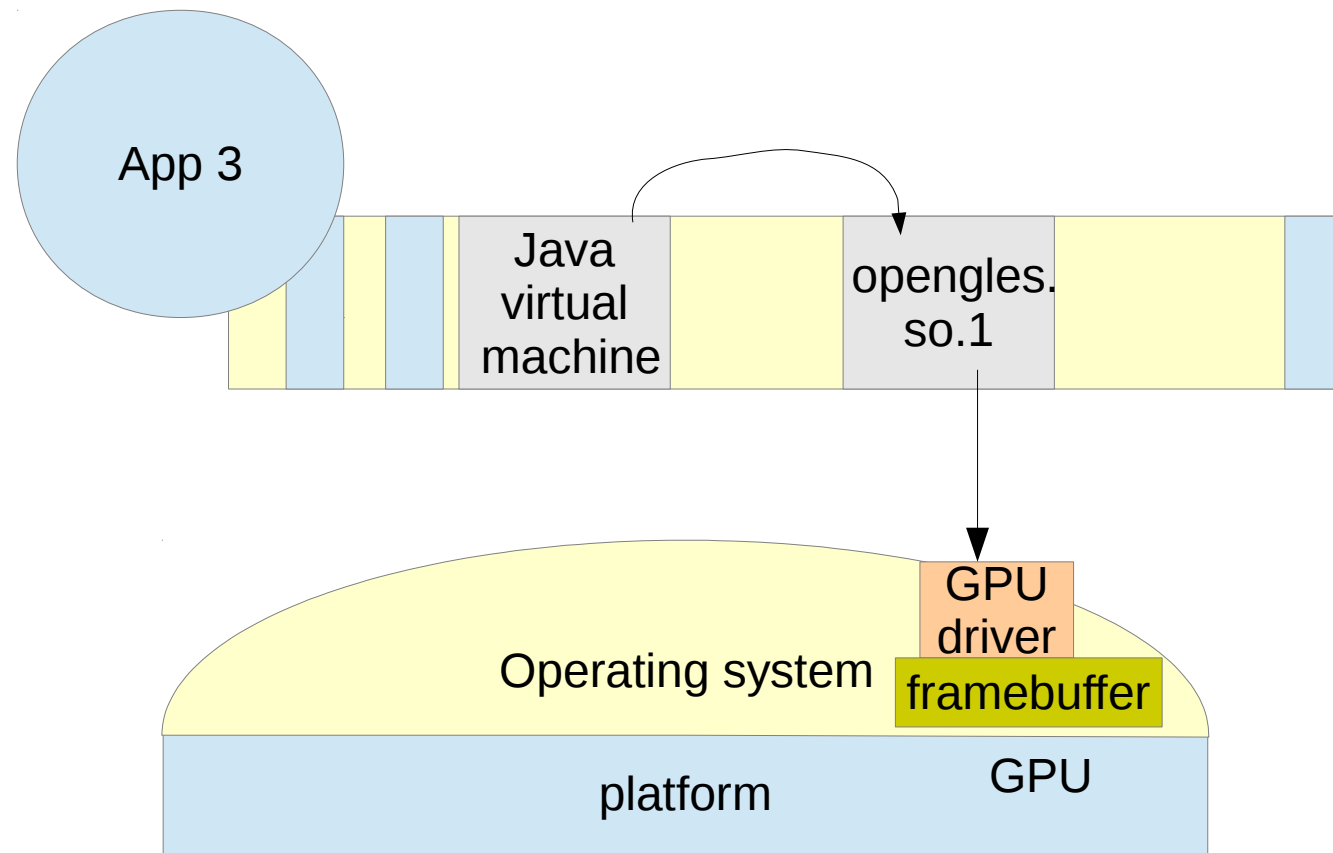 App 3
Java
virtual
machine
opengles.
so.1
GPU
driver
Operating system
framebuffer
GPU
platform